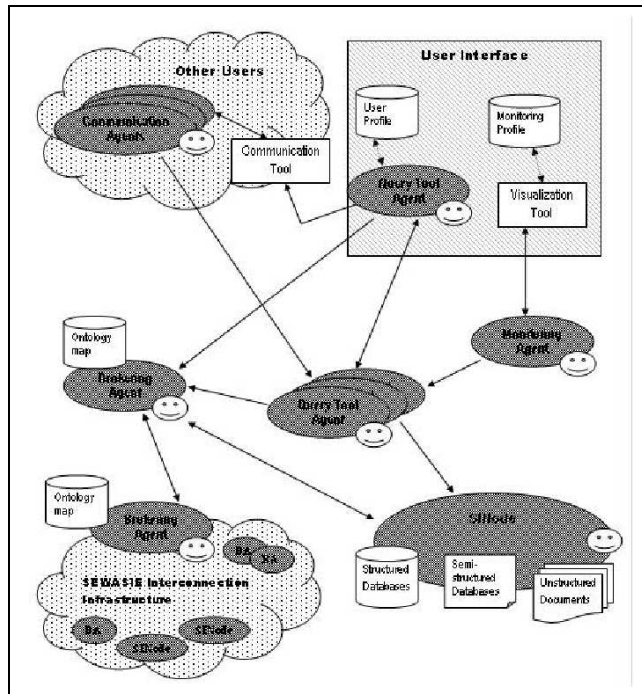 Other Users
Communication
Agents
Communication
Tool
User Interface
User
Profile
Monitoring
Profile
Query Tool
Agent
Visualization
Tool
Ontology
map
Brokering
Agent
Monitoring
Agent
Query Tool
Agent
Ontology
map
Brokering
Agent
BA
SEWASIE Interconnection
Infrastructure
BA
SINode
SINode
SINode
Structured
Databases
Semi-
structured
Databases
Unstructured
Documents